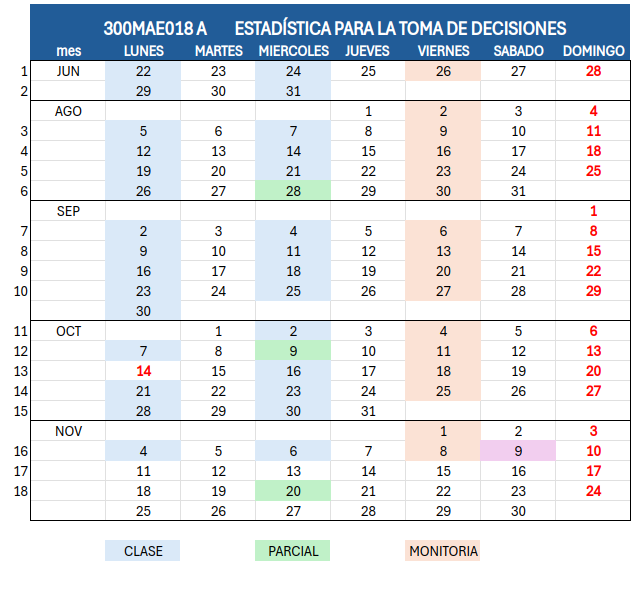 300MAE018 A ESTADÍSTICA PARA LA TOMA DE DECISIONES
mes LUNES MARTES MIERCOLES JUEVES VIERNES SABADO DOMINGO
1 JUN 22 23 24 25 26 27 28
2 29 30 31
AGO 1 2 3 4
3 5 6 7 8 9 10 11
4 12 13 14 15 16 17 18
5 19 20 21 22 23 24 25
6 26 27 28 29 30 31
SEP 1
7 2 3 4 5 6 7 8
8 9 10 11 12 13 14 15
9 16 17 18 19 20 21 22
10 23 24 25 26 27 28 29
30
11 OCT 1 2 3 4 5 6
12 7 8 9 10 11 12 13
13 14 15 16 17 18 19 20
14 21 22 23 24 25 26 27
15 28 29 30 31
NOV 1 2 3
16 4 5 6 7 8 9 10
17 11 12 13 14 15 16 17
18 18 19 20 21 22 23 24
25 26 27 28 29 30
CLASE PARCIAL MONITORIA